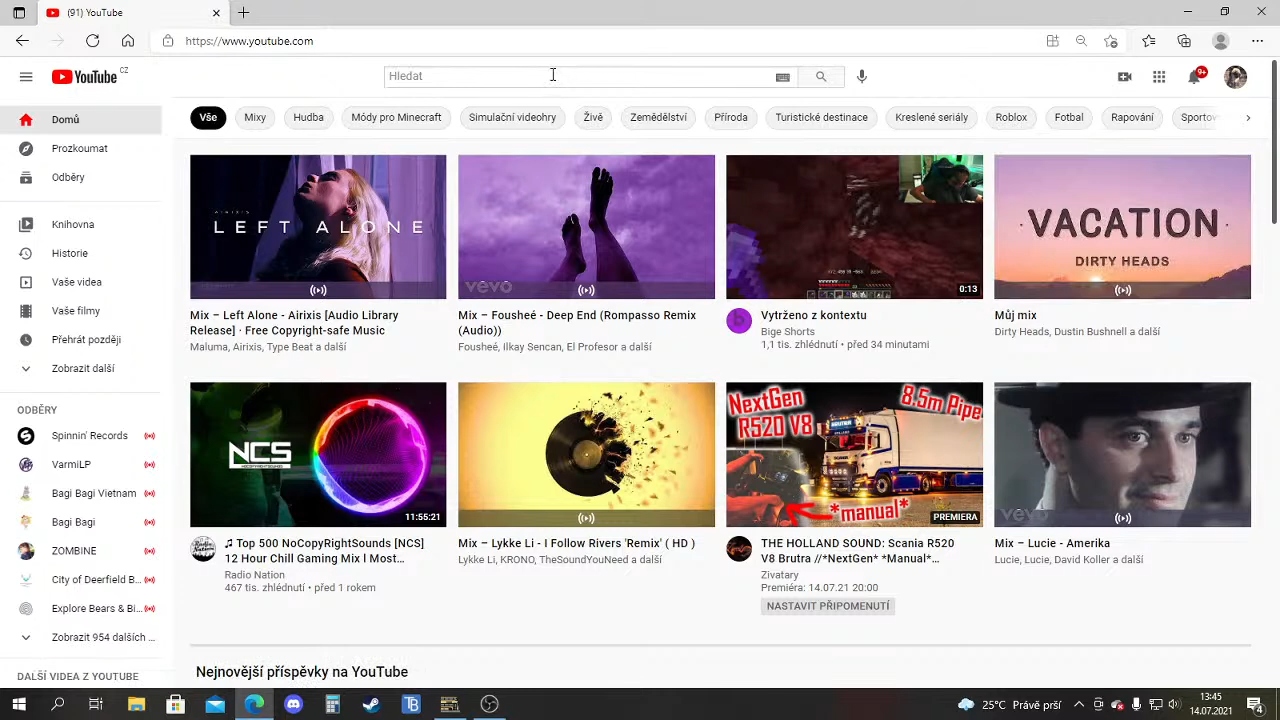 (91) YouTube
https://www.youtube.com
YouTube CZ
Hledat
9+
Vše
Mixy
Hudba
Módy pro Minecraft
Simulační videohry
Živě
Zemědělství
Příroda
Turistické destinace
Kreslené seriály
Roblox
Fotbal
Rapování
Sportov
Domů
Prozkoumat
Odběry
Knihovna
Historie
Vaše videa
Vaše filmy
Přehrát později
Zobrazit další
ODBĚRY
Spinnin' Records
VarmiLP
Bagi Bagi Vietnam
Bagi Bagi
ZOMBINE
City of Deerfield B...
Explore Bears & Bi...
Zobrazit 954 dalších ...
DALŠÍ VIDEA Z YOUTUBE
AIRIXIS
LEFT ALONE
Mix – Left Alone - Airixis [Audio Library
Release] · Free Copyright-safe Music
Maluma, Airixis, Type Beat a další
vevo
Mix – Fousheé - Deep End (Rompasso Remix
(Audio))
Fousheé, Ilkay Sencan, El Profesor a další
0:13
Vytrženo z kontextu
Bige Shorts
1,1 tis. zhlédnutí • před 34 minutami
VACATION
DIRTY HEADS
Můj mix
Dirty Heads, Dustin Bushnell a další
NCS
NOCOPYRIGHTSOUNDS
11:55:21
♫ Top 500 NoCopyRightSounds [NCS]
12 Hour Chill Gaming Mix l Most...
Radio Nation
467 tis. zhlédnutí • před 1 rokem
Mix – Lykke Li - I Follow Rivers 'Remix' ( HD )
Lykke Li, KRONO, TheSoundYouNeed a další
NextGen
R520 V8
8.5m Pipe
*manual*
PREMIERA
THE HOLLAND SOUND: Scania R520
V8 Brutra //*NextGen* *Manual*...
Zivatary
Premiéra: 14.07.21 20:00
NASTAVIT PŘIPOMENUTÍ
vevo
Mix – Lucie - Amerika
Lucie, Lucie, David Koller a další
Nejnovější příspěvky na YouTube
25°C Právě prší
13:45
14.07.2021
4